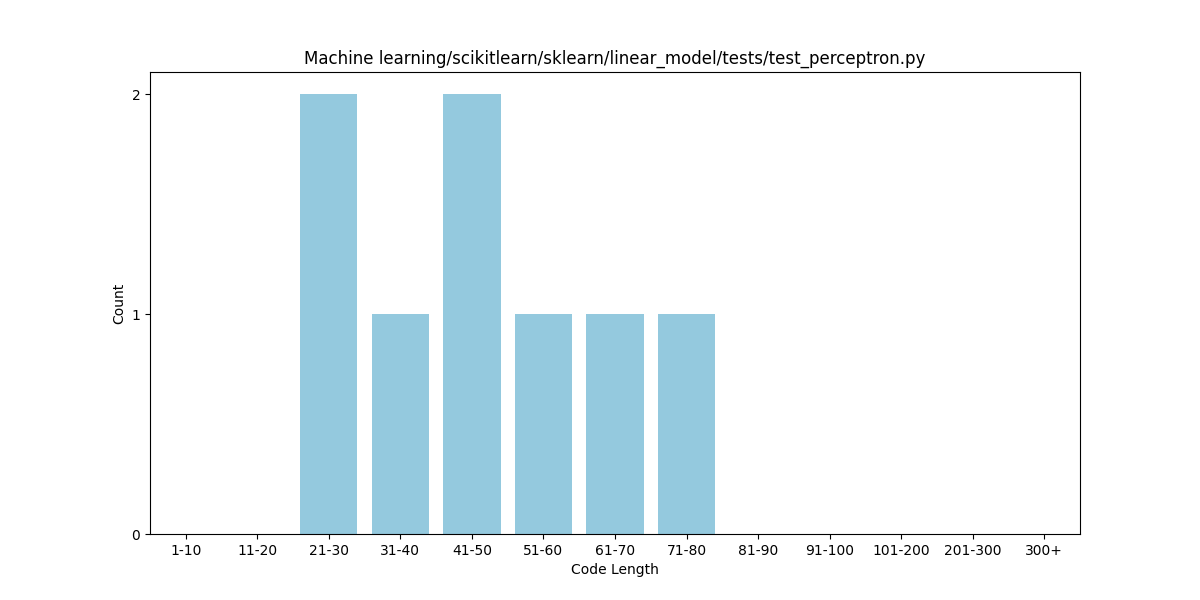 Machine learning/scikitlearn/sklearn/linear_model/tests/test_perceptron.py
2
1
0
Count
1-10 11-20 21-30 31-40 41-50 51-60 61-70 71-80 81-90 91-100 101-200 201-300 300+
Code Length